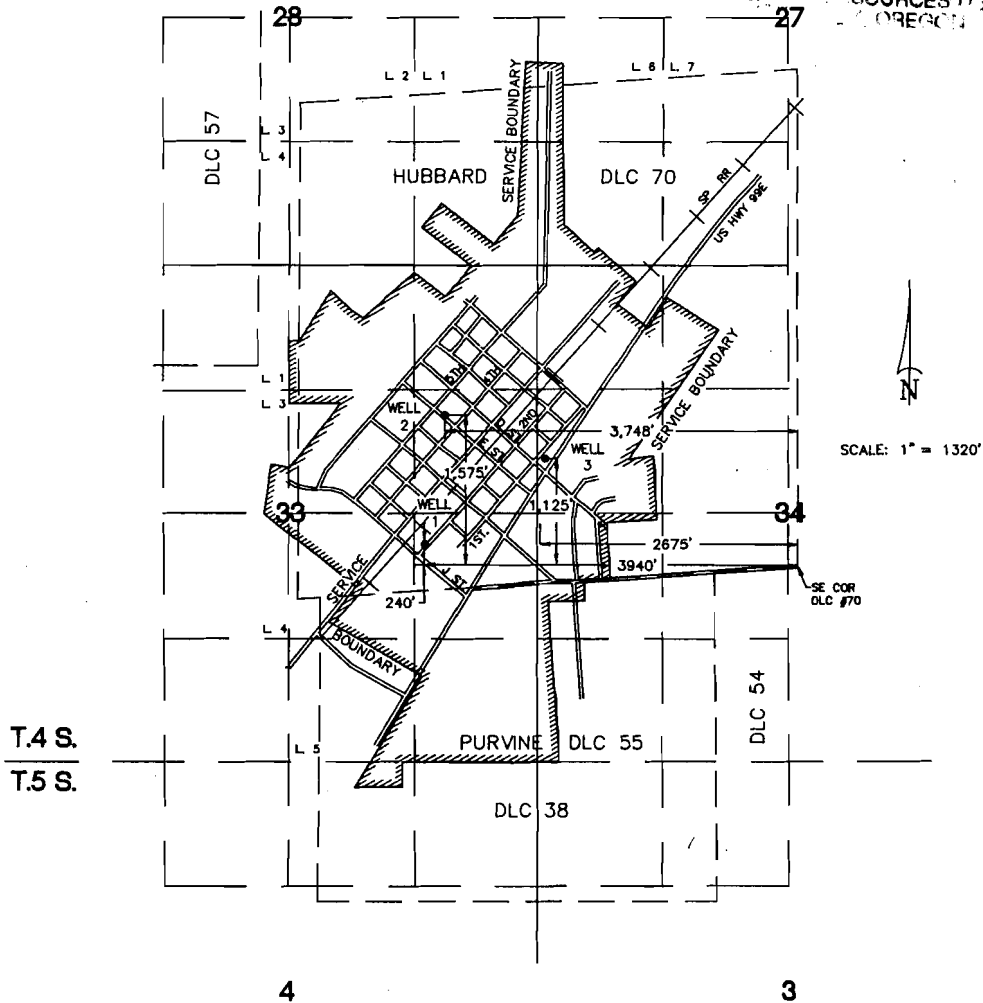 28
27
OREGON
L 2 L 1
L 6 L 7
SERVICE BOUNDARY
DLC 57
L 3
L 4
HUBBARD
DLC 70
SP RR
US HWY 99E
N
SCALE: 1" = 1320'
L 1
L 3
WELL
2
2ND
E ST.
3,748'
SERVICE BOUNDARY
WELL
3
1,575'
1,125'
33
WELL
1
1ST.
34
2675'
3940'
SE COR
DLC #70
J ST.
240'
SERVICE
BOUNDARY
L 4
L 5
DLC 54
T.4 S.
T.5 S.
PURVINE DLC 55
DLC 38
4
3